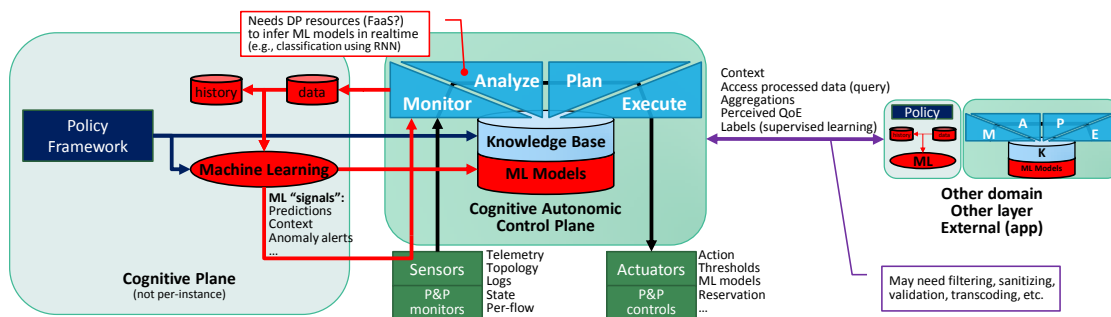 Needs DP resources (FaaS?)
to infer ML models in realtime
(e.g., classification using RNN)
Policy
Framework
history
data
Machine Learning
ML “signals”:
Predictions
Context
Anomaly alerts
…
Cognitive Plane
(not per-instance)
Monitor
Analyze
Plan
Execute
Knowledge Base
ML Models
Cognitive Autonomic
Control Plane
Sensors
P&P
monitors
Telemetry
Topology
Logs
State
Per-flow
Actuators
P&P
controls
Action
Thresholds
ML models
Reservation
…
Context
Access processed data (query)
Aggregations
Perceived QoE
Labels (supervised learning)
Policy
history
data
ML
M
A
P
E
K
ML Models
Other domain
Other layer
External (app)
May need filtering, sanitizing,
validation, transcoding, etc.